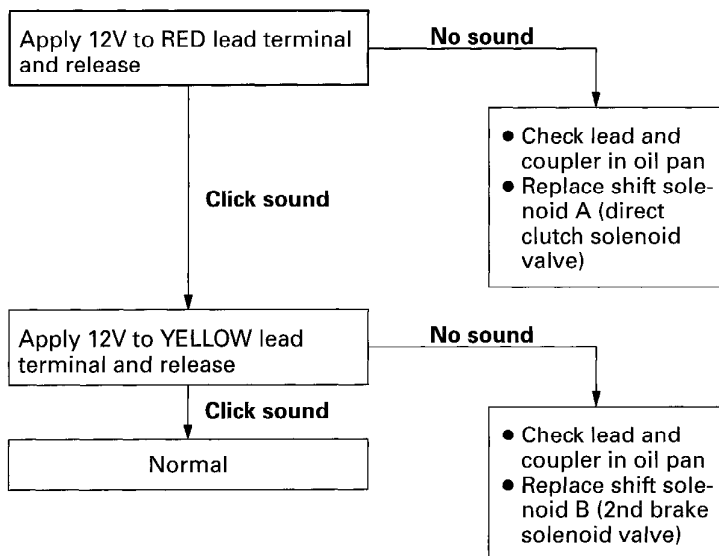 Apply 12V to RED lead terminal
and release
No sound
● Check lead and
coupler in oil pan
● Replace shift sole-
noid A (direct
clutch solenoid
valve)
Click sound
Apply 12V to YELLOW lead
terminal and release
No sound
● Check lead and
coupler in oil pan
● Replace shift sole-
noid B (2nd brake
solenoid valve)
Click sound
Normal